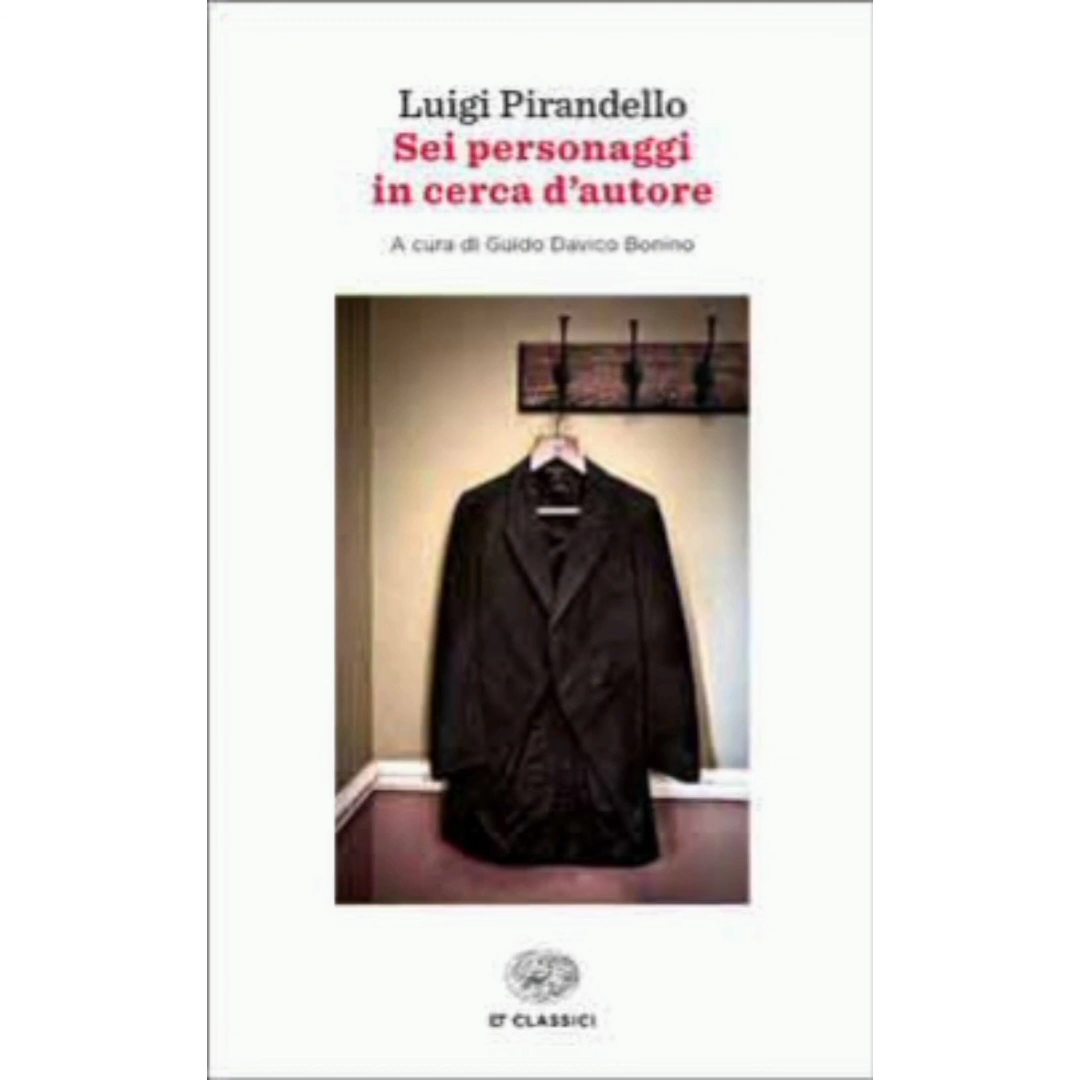 Luigi Pirandello
Sei personaggi
in cerca d'autore
A cura di Guido Davico Bonino
ET CLASSICI